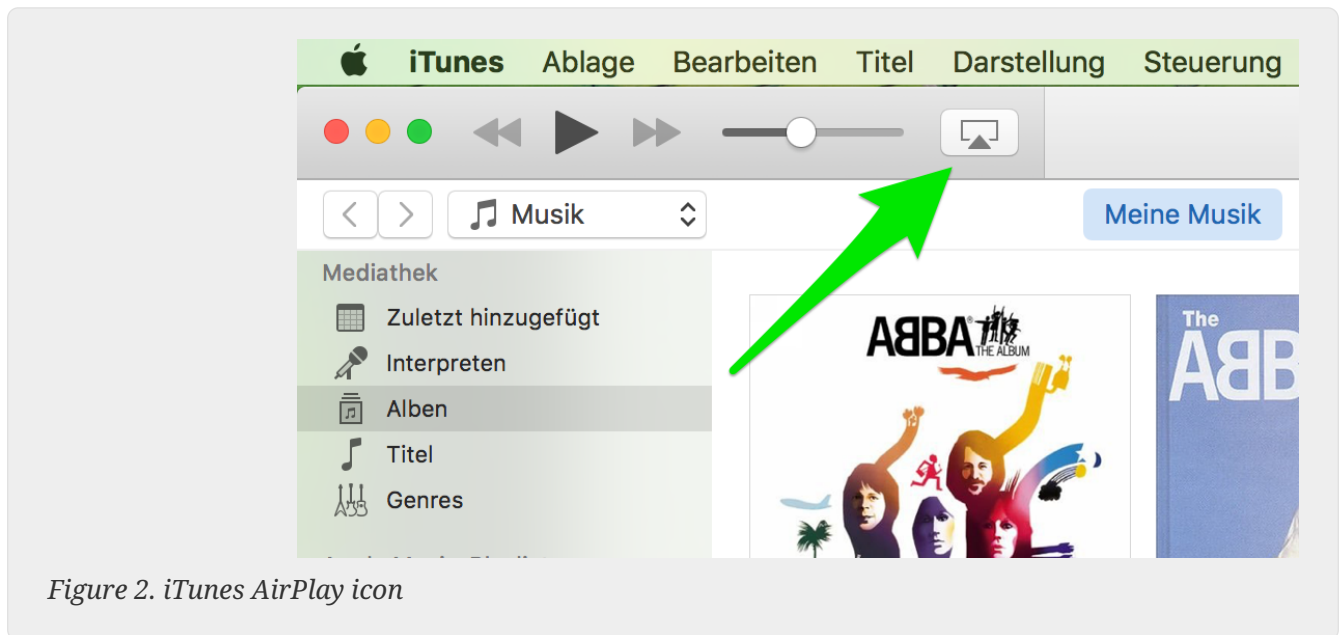 iTunes Ablage Bearbeiten Titel Darstellung Steuerung
Musik
Meine Musik
Mediathek
Zuletzt hinzugefügt
Interpreten
Alben
Titel
Genres
ABBA
THE ALBUM
The
ABB
Figure 2. iTunes AirPlay icon